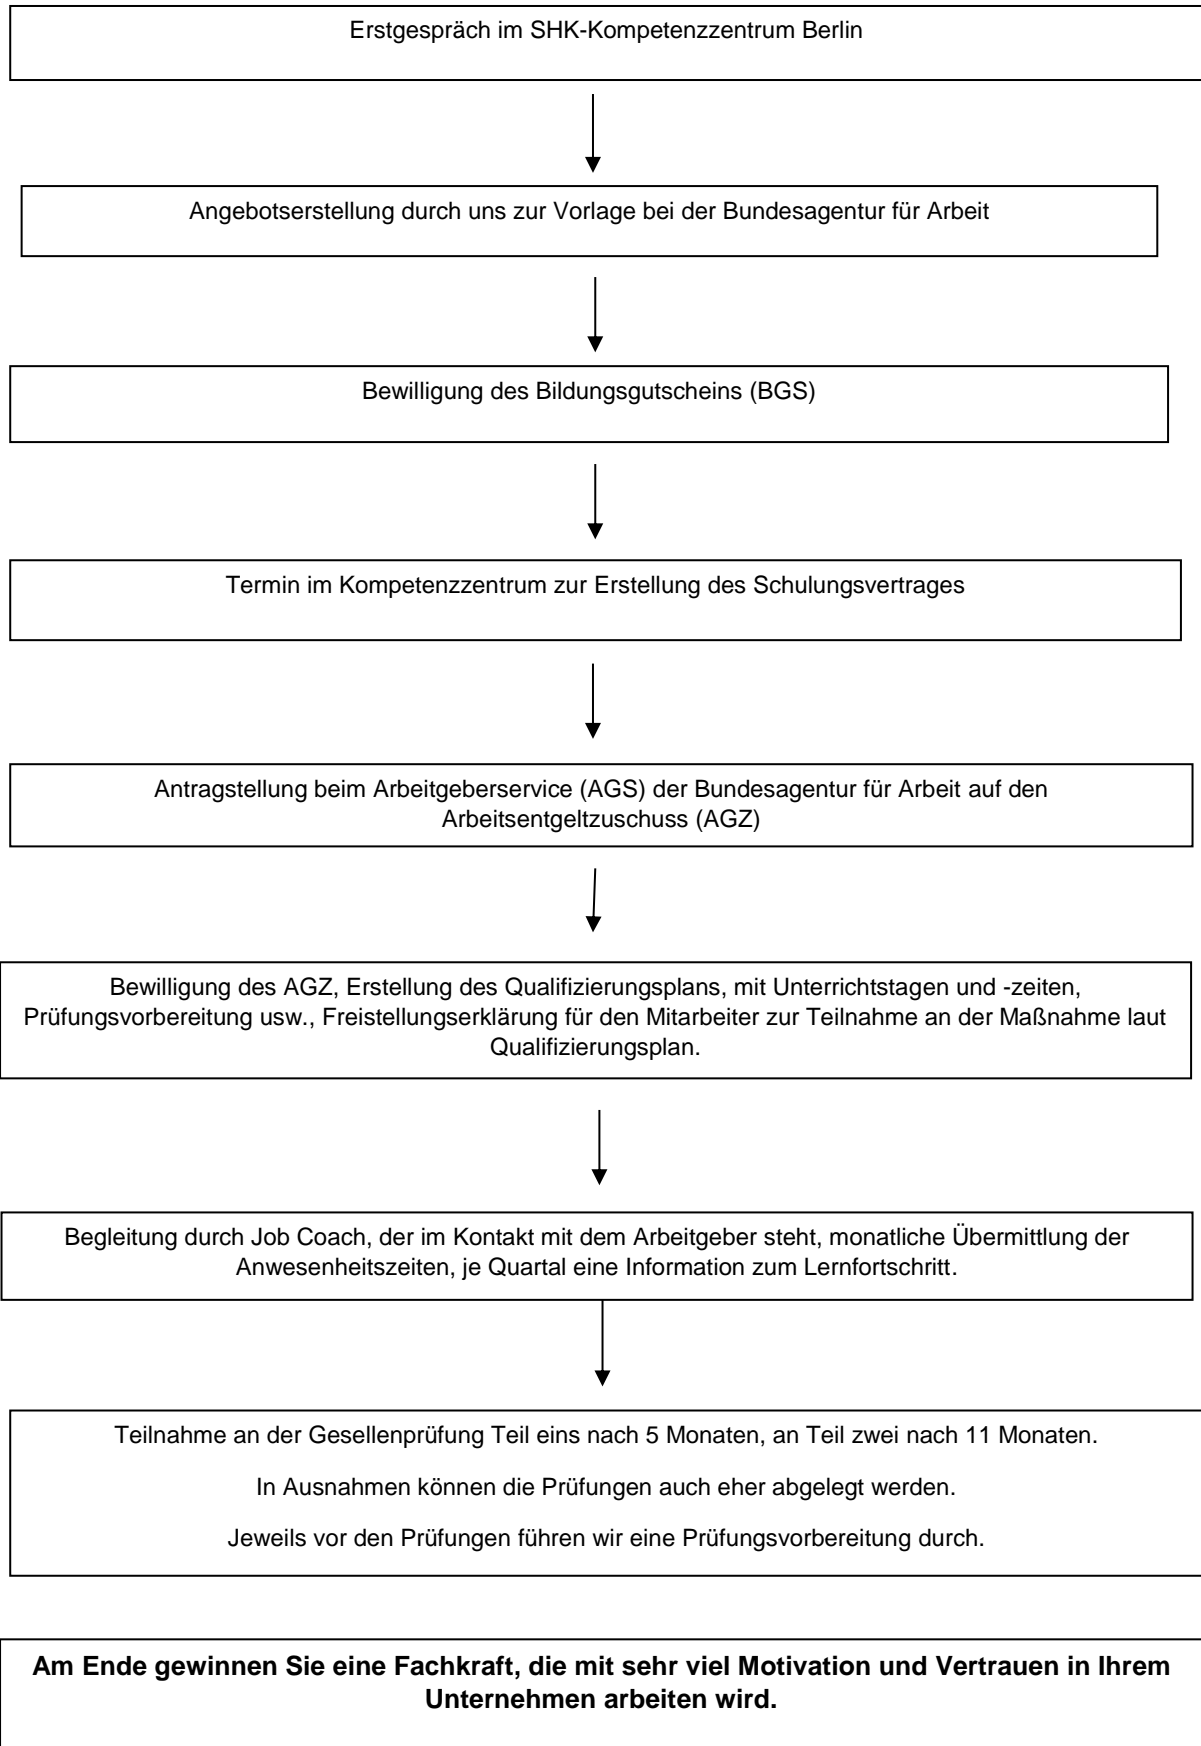 Erstgespräch im SHK-Kompetenzzentrum Berlin
Angebotserstellung durch uns zur Vorlage bei der Bundesagentur für Arbeit
Bewilligung des Bildungsgutscheins (BGS)
Termin im Kompetenzzentrum zur Erstellung des Schulungsvertrages
Antragstellung beim Arbeitgeberservice (AGS) der Bundesagentur für Arbeit auf den
Arbeitsentgeltzuschuss (AGZ)
Bewilligung des AGZ, Erstellung des Qualifizierungsplans, mit Unterrichtstagen und -zeiten,
Prüfungsvorbereitung usw., Freistellungserklärung für den Mitarbeiter zur Teilnahme an der Maßnahme laut
Qualifizierungsplan.
Begleitung durch Job Coach, der im Kontakt mit dem Arbeitgeber steht, monatliche Übermittlung der
Anwesenheitszeiten, je Quartal eine Information zum Lernfortschritt.
Teilnahme an der Gesellenprüfung Teil eins nach 5 Monaten, an Teil zwei nach 11 Monaten.
In Ausnahmen können die Prüfungen auch eher abgelegt werden.
Jeweils vor den Prüfungen führen wir eine Prüfungsvorbereitung durch.
Am Ende gewinnen Sie eine Fachkraft, die mit sehr viel Motivation und Vertrauen in Ihrem
Unternehmen arbeiten wird.